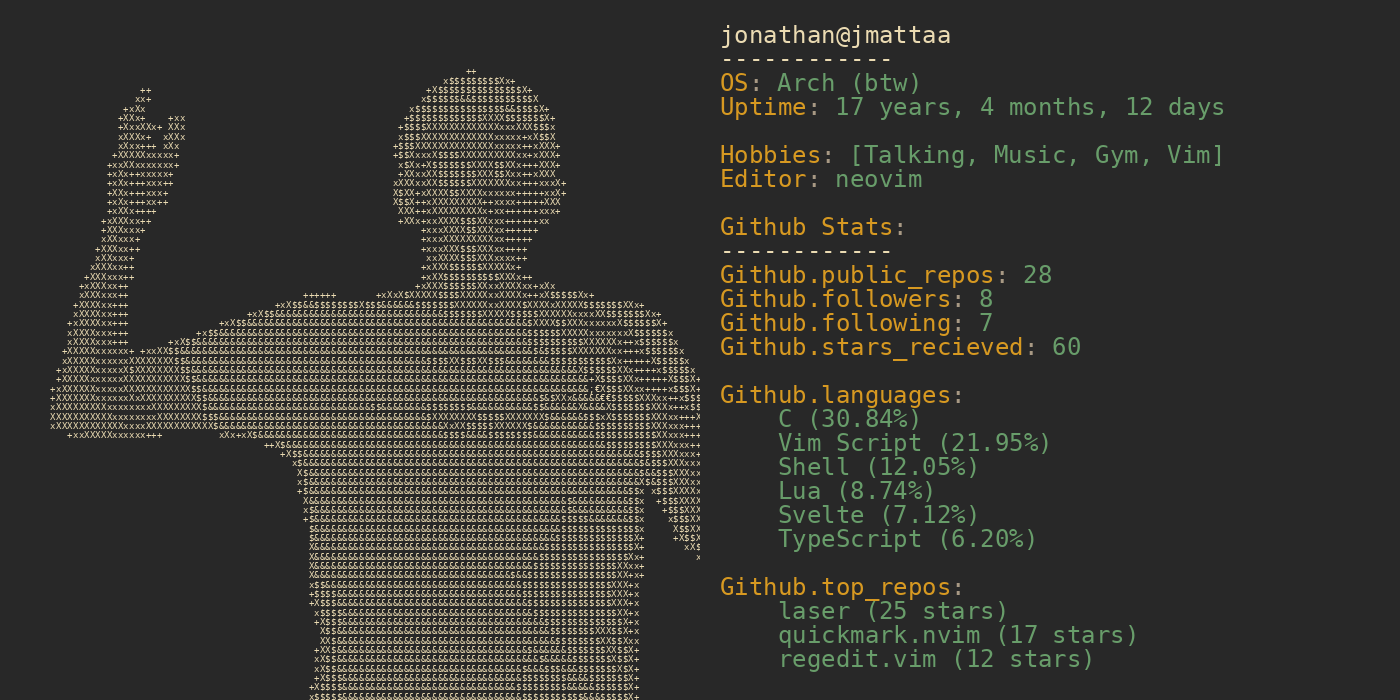 jonathan@jmattaa
------------
OS: Arch (btw)
Uptime: 17 years, 4 months, 12 days
Hobbies: [Talking, Music, Gym, Vim]
Editor: neovim
Github Stats:
------------
Github.public_repos: 28
Github.followers: 8
Github.following: 7
Github.stars_recieved: 60
Github.languages:
C (30.84%)
Vim Script (21.95%)
Shell (12.05%)
Lua (8.74%)
Svelte (7.12%)
TypeScript (6.20%)
Github.top_repos:
laser (25 stars)
quickmark.nvim (17 stars)
regedit.vim (12 stars)